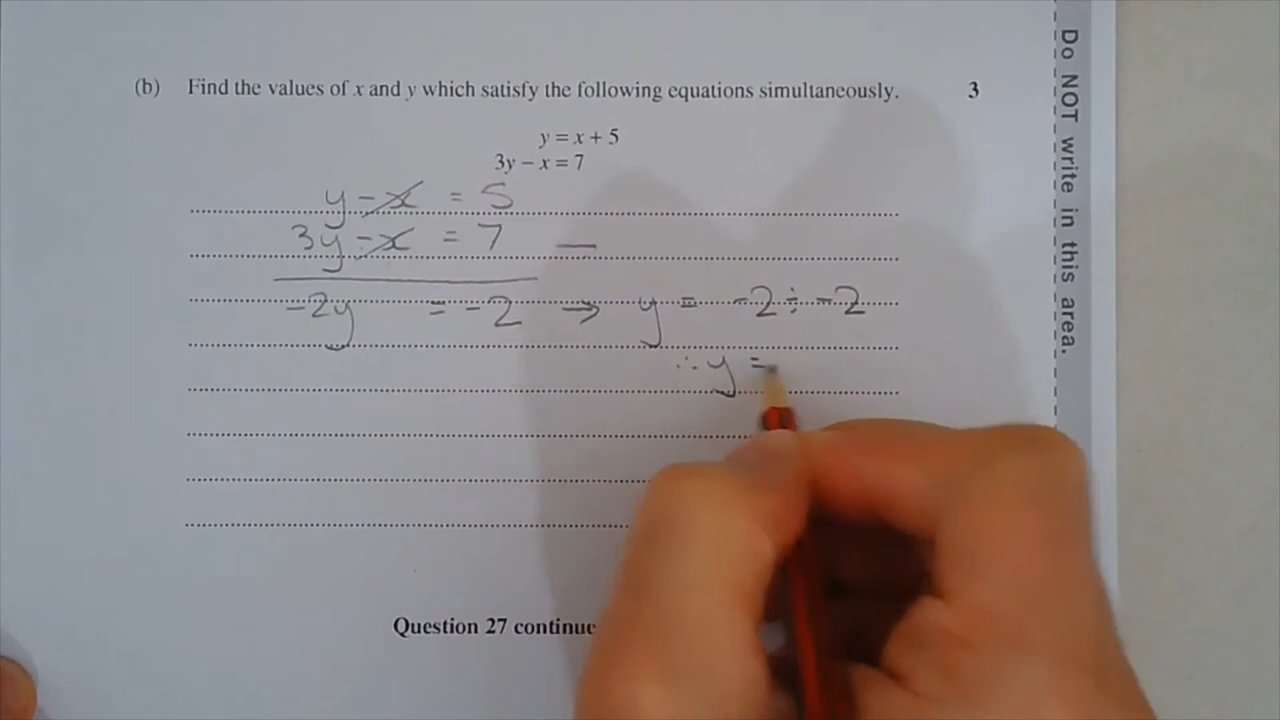 (b) Find the values of x and y which satisfy the following equations simultaneously. 3
y = x + 5
3y − x = 7
y - x = 5
3y - x = 7 —
-2y = -2 → y = -2 ÷ -2
∴ y =
Question 27 continue
Do NOT write in this area.